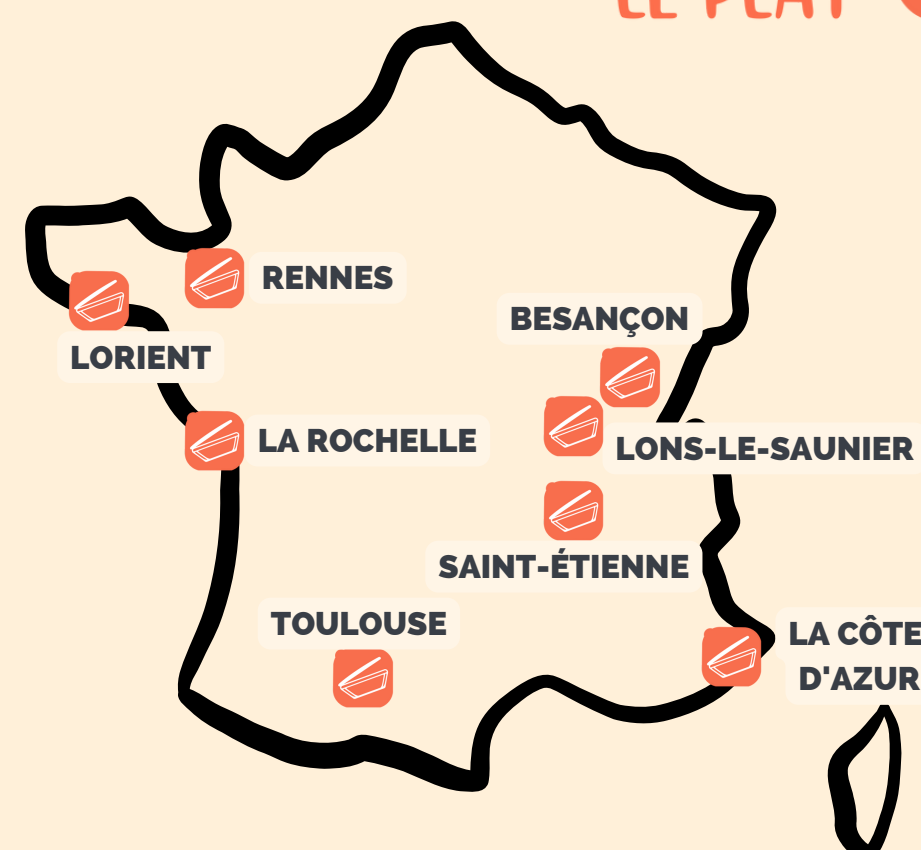 RENNES
BESANÇON
LORIENT
LA ROCHELLE
LONS-LE-SAUNIER
SAINT-ÉTIENNE
TOULOUSE
LA CÔTE
D'AZUR